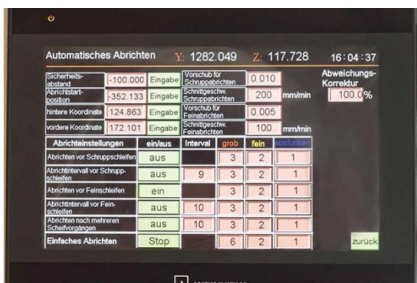 Automatisches Abrichten Y: 1282.049 Z: 117.728 16:04:37
Sicherheits-
abstand -100.000 Eingabe Vorschub für
Schruppabrichten 0.010
Abweichungs-
Korrektur
100.0%
Abrichtstart-
position -352.133 Eingabe Schnittgeschw.
Schruppabrichten 200 mm/min
hintere Koordinate 124.863 Eingabe Vorschub für
Feinabrichten 0.005
vordere Koordinate 172.101 Eingabe Schnittgeschw.
Feinabrichten 100 mm/min
Abrichteinstellungen ein/aus Interval grob fein ausfunken
Abrichten vor Schruppschleifen aus 3 2 1
Abrichtintervall vor Schrupp-
schleifen aus 9 3 2 1
Abrichten vor Feinschleifen ein 3 2 1
Abrichtintervall vor Fein-
schleifen aus 10 3 2 1
Abrichten nach mehreren
Scheifvorgängen aus 10 3 2 1
Einfaches Abrichten Stop 6 2 1 zurück